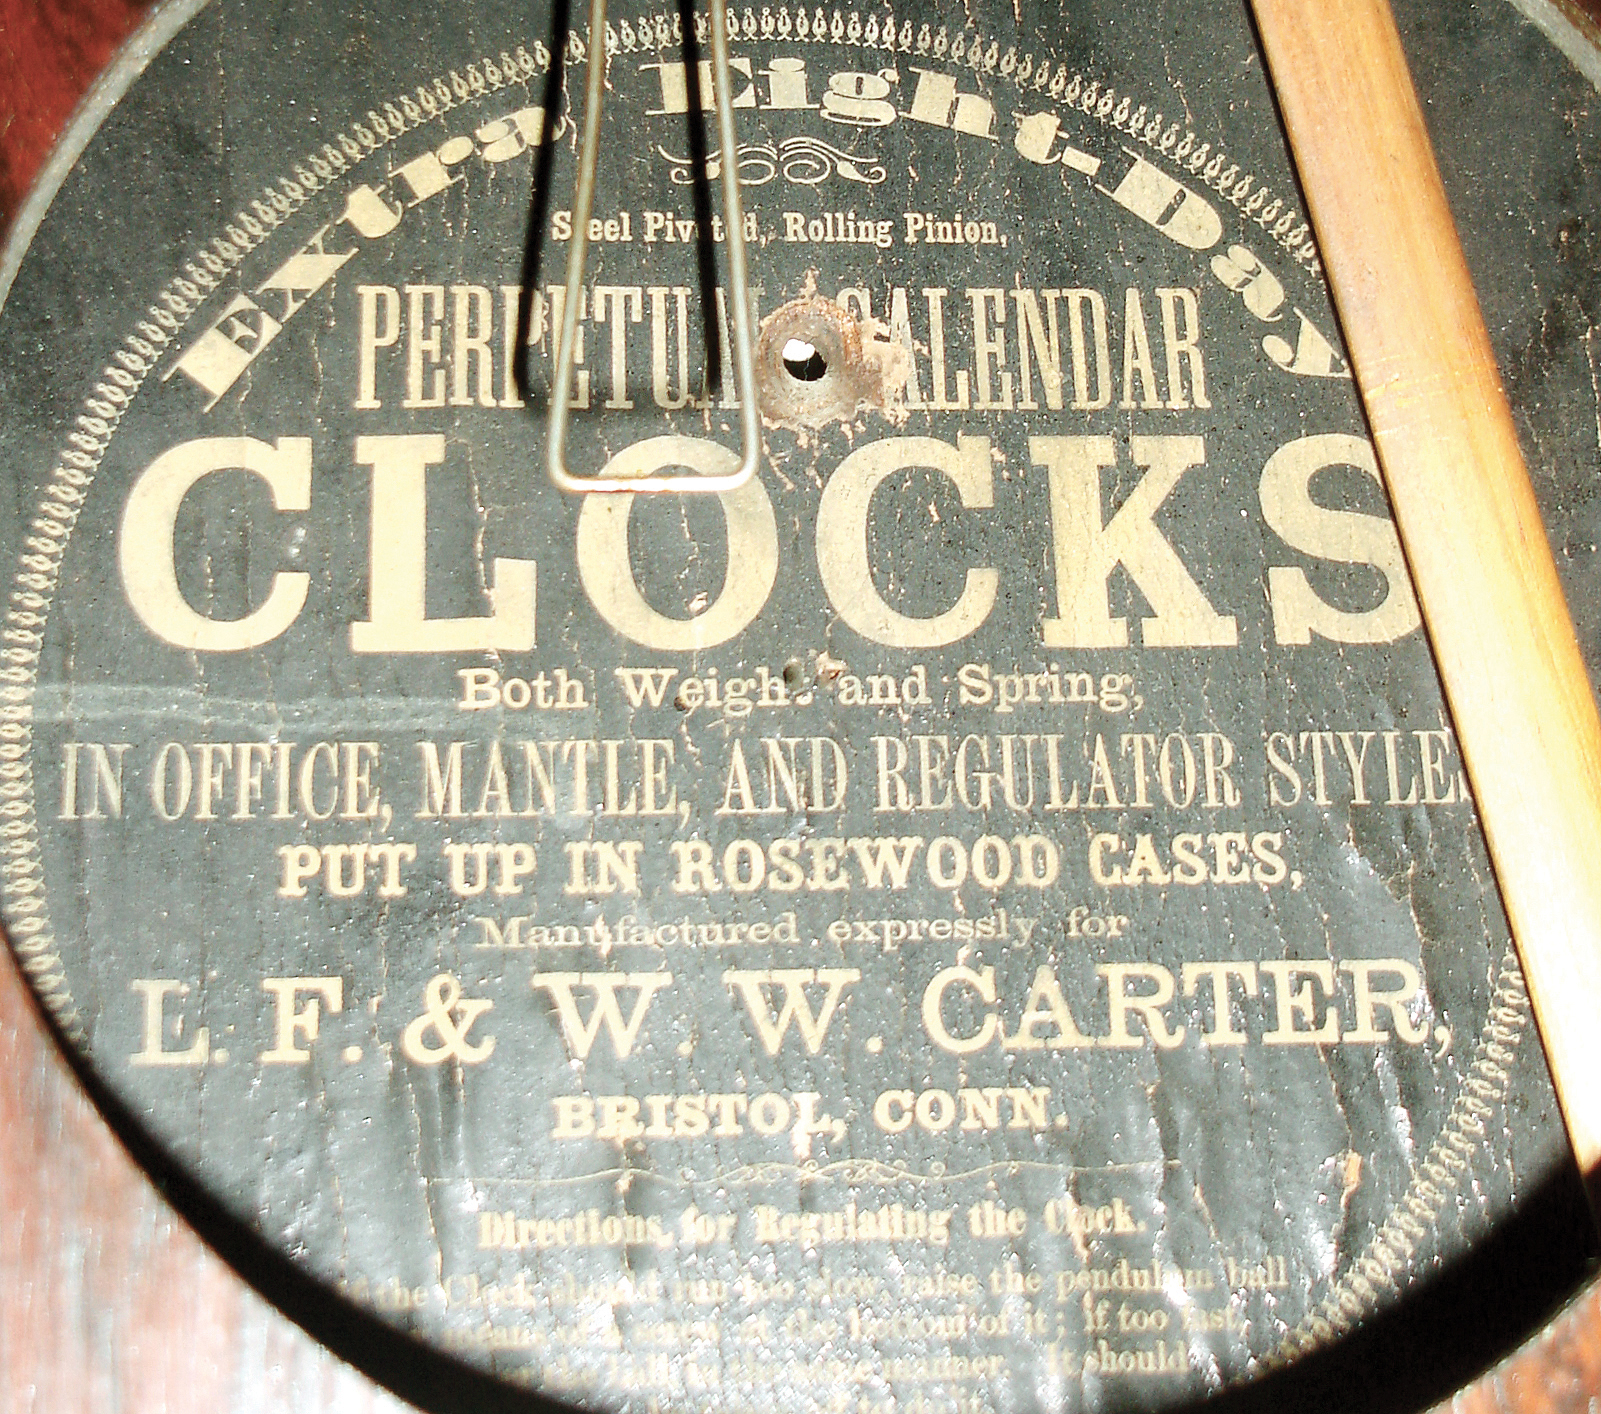 Extra Eight-Day
Steel Pivoted, Rolling Pinion,
PERPETUAL CALENDAR
CLOCKS
Both Weight and Spring,
IN OFFICE, MANTLE, AND REGULATOR STYLES
PUT UP IN ROSEWOOD CASES,
Manufactured expressly for
L. F. & W. W. CARTER,
BRISTOL, CONN.
Directions for Regulating the Clock.
the Clock should run too slow, raise the pendulum ball
means of a screw at the bottom of it; if too fast,
the ball in the same manner. It should